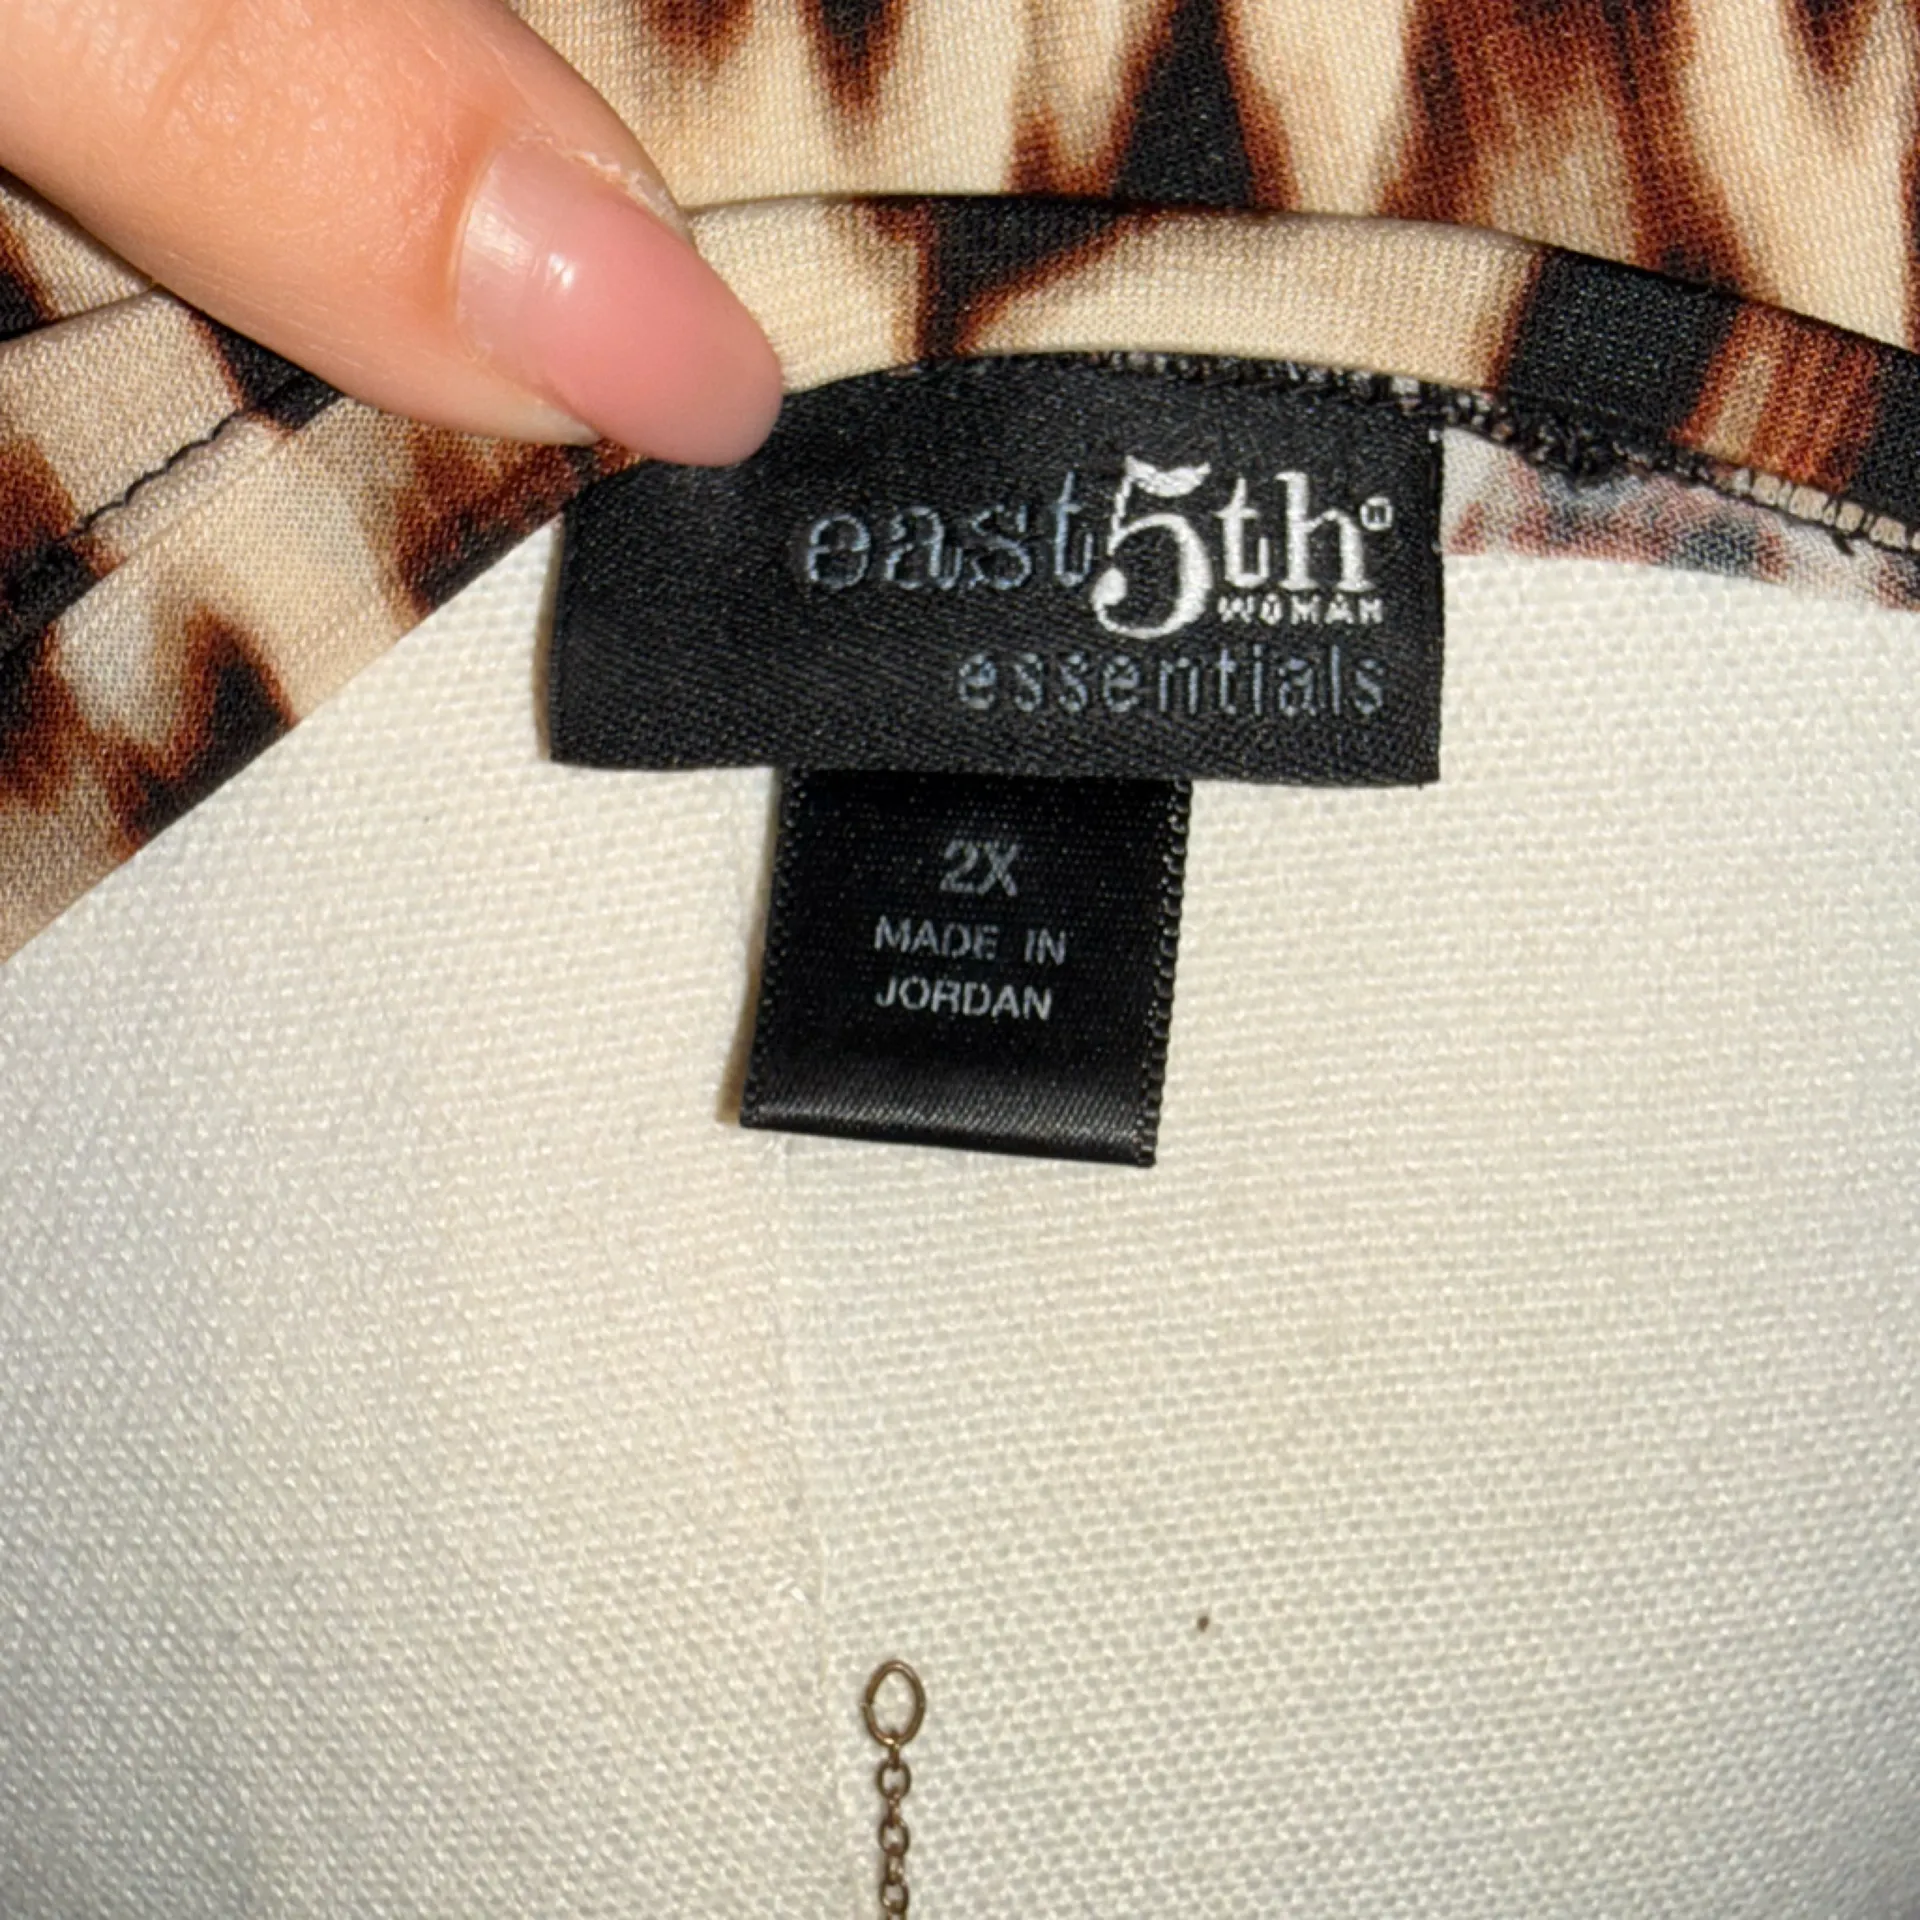 east5th®
WOMAN
essentials
2X
MADE IN
JORDAN